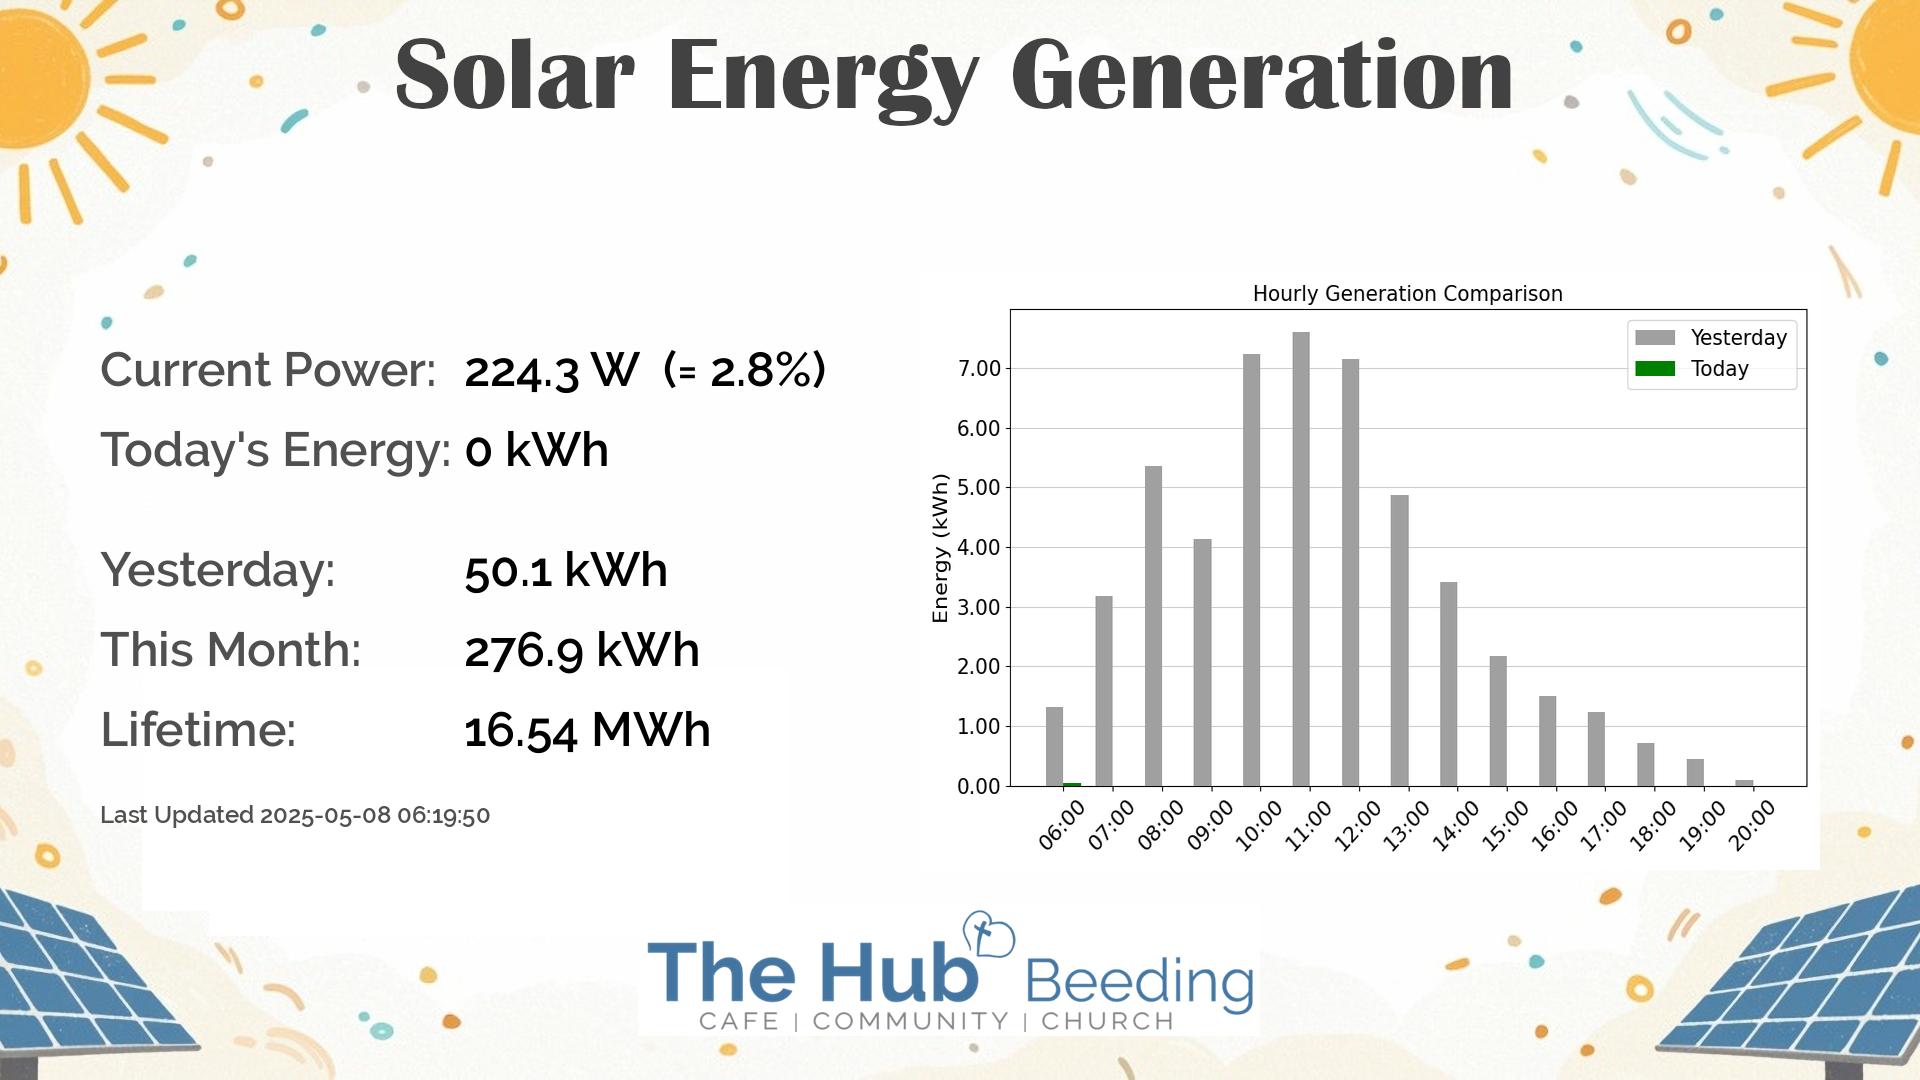 Solar Energy Generation
Current Power: 224.3 W (= 2.8%)
Today's Energy: 0 kWh
Yesterday: 50.1 kWh
This Month: 276.9 kWh
Lifetime: 16.54 MWh
Last Updated 2025-05-08 06:19:50
Hourly Generation Comparison
Yesterday
Today
Energy (kWh)
7.00
6.00
5.00
4.00
3.00
2.00
1.00
0.00
06:00 07:00 08:00 09:00 10:00 11:00 12:00 13:00 14:00 15:00 16:00 17:00 18:00 19:00 20:00
The Hub Beeding
CAFE | COMMUNITY | CHURCH